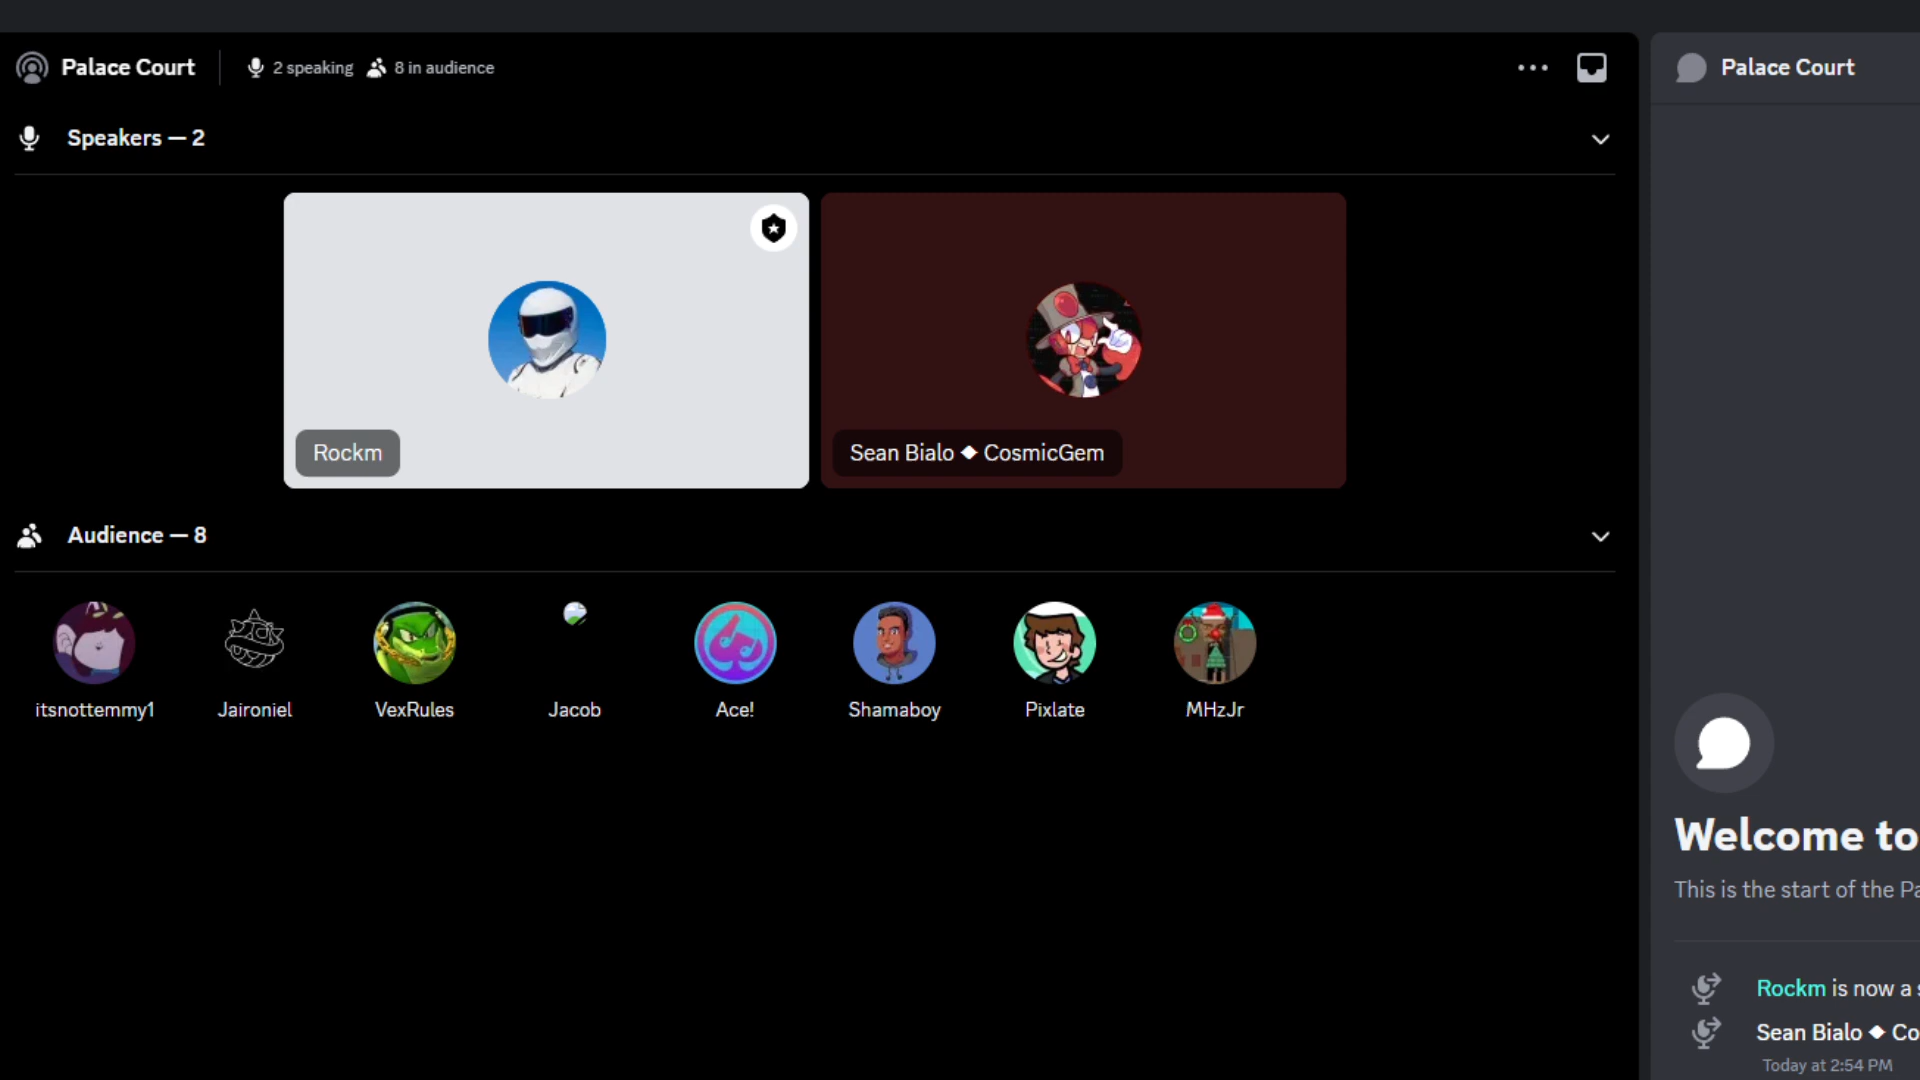 Palace Court
2 speaking
8 in audience
Palace Court
Speakers — 2
Rockm
Sean Bialo ◆ CosmicGem
Audience — 8
itsnottemmy1
Jaironiel
VexRules
Jacob
Ace!
Shamaboy
Pixlate
MHzJr
Welcome to
This is the start of the Pa
Rockm is now a s
Sean Bialo ◆ Co
Today at 2:54 PM